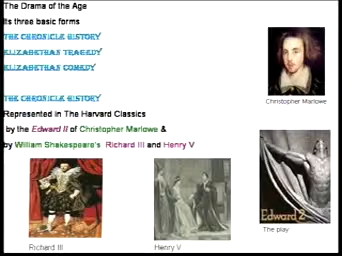 The Drama of the Age
Its three basic forms
THE CHRONICLE HISTORY
ELIZABETHAN TRAGEDY
ELIZABETHAN COMEDY
THE CHRONICLE HISTORY
Represented in The Harvard Classics
by the Edward II of Christopher Marlowe &
by William Shakespeare's Richard III and Henry V
Christopher Marlowe
Edward 2
The play
Richard III
Henry V